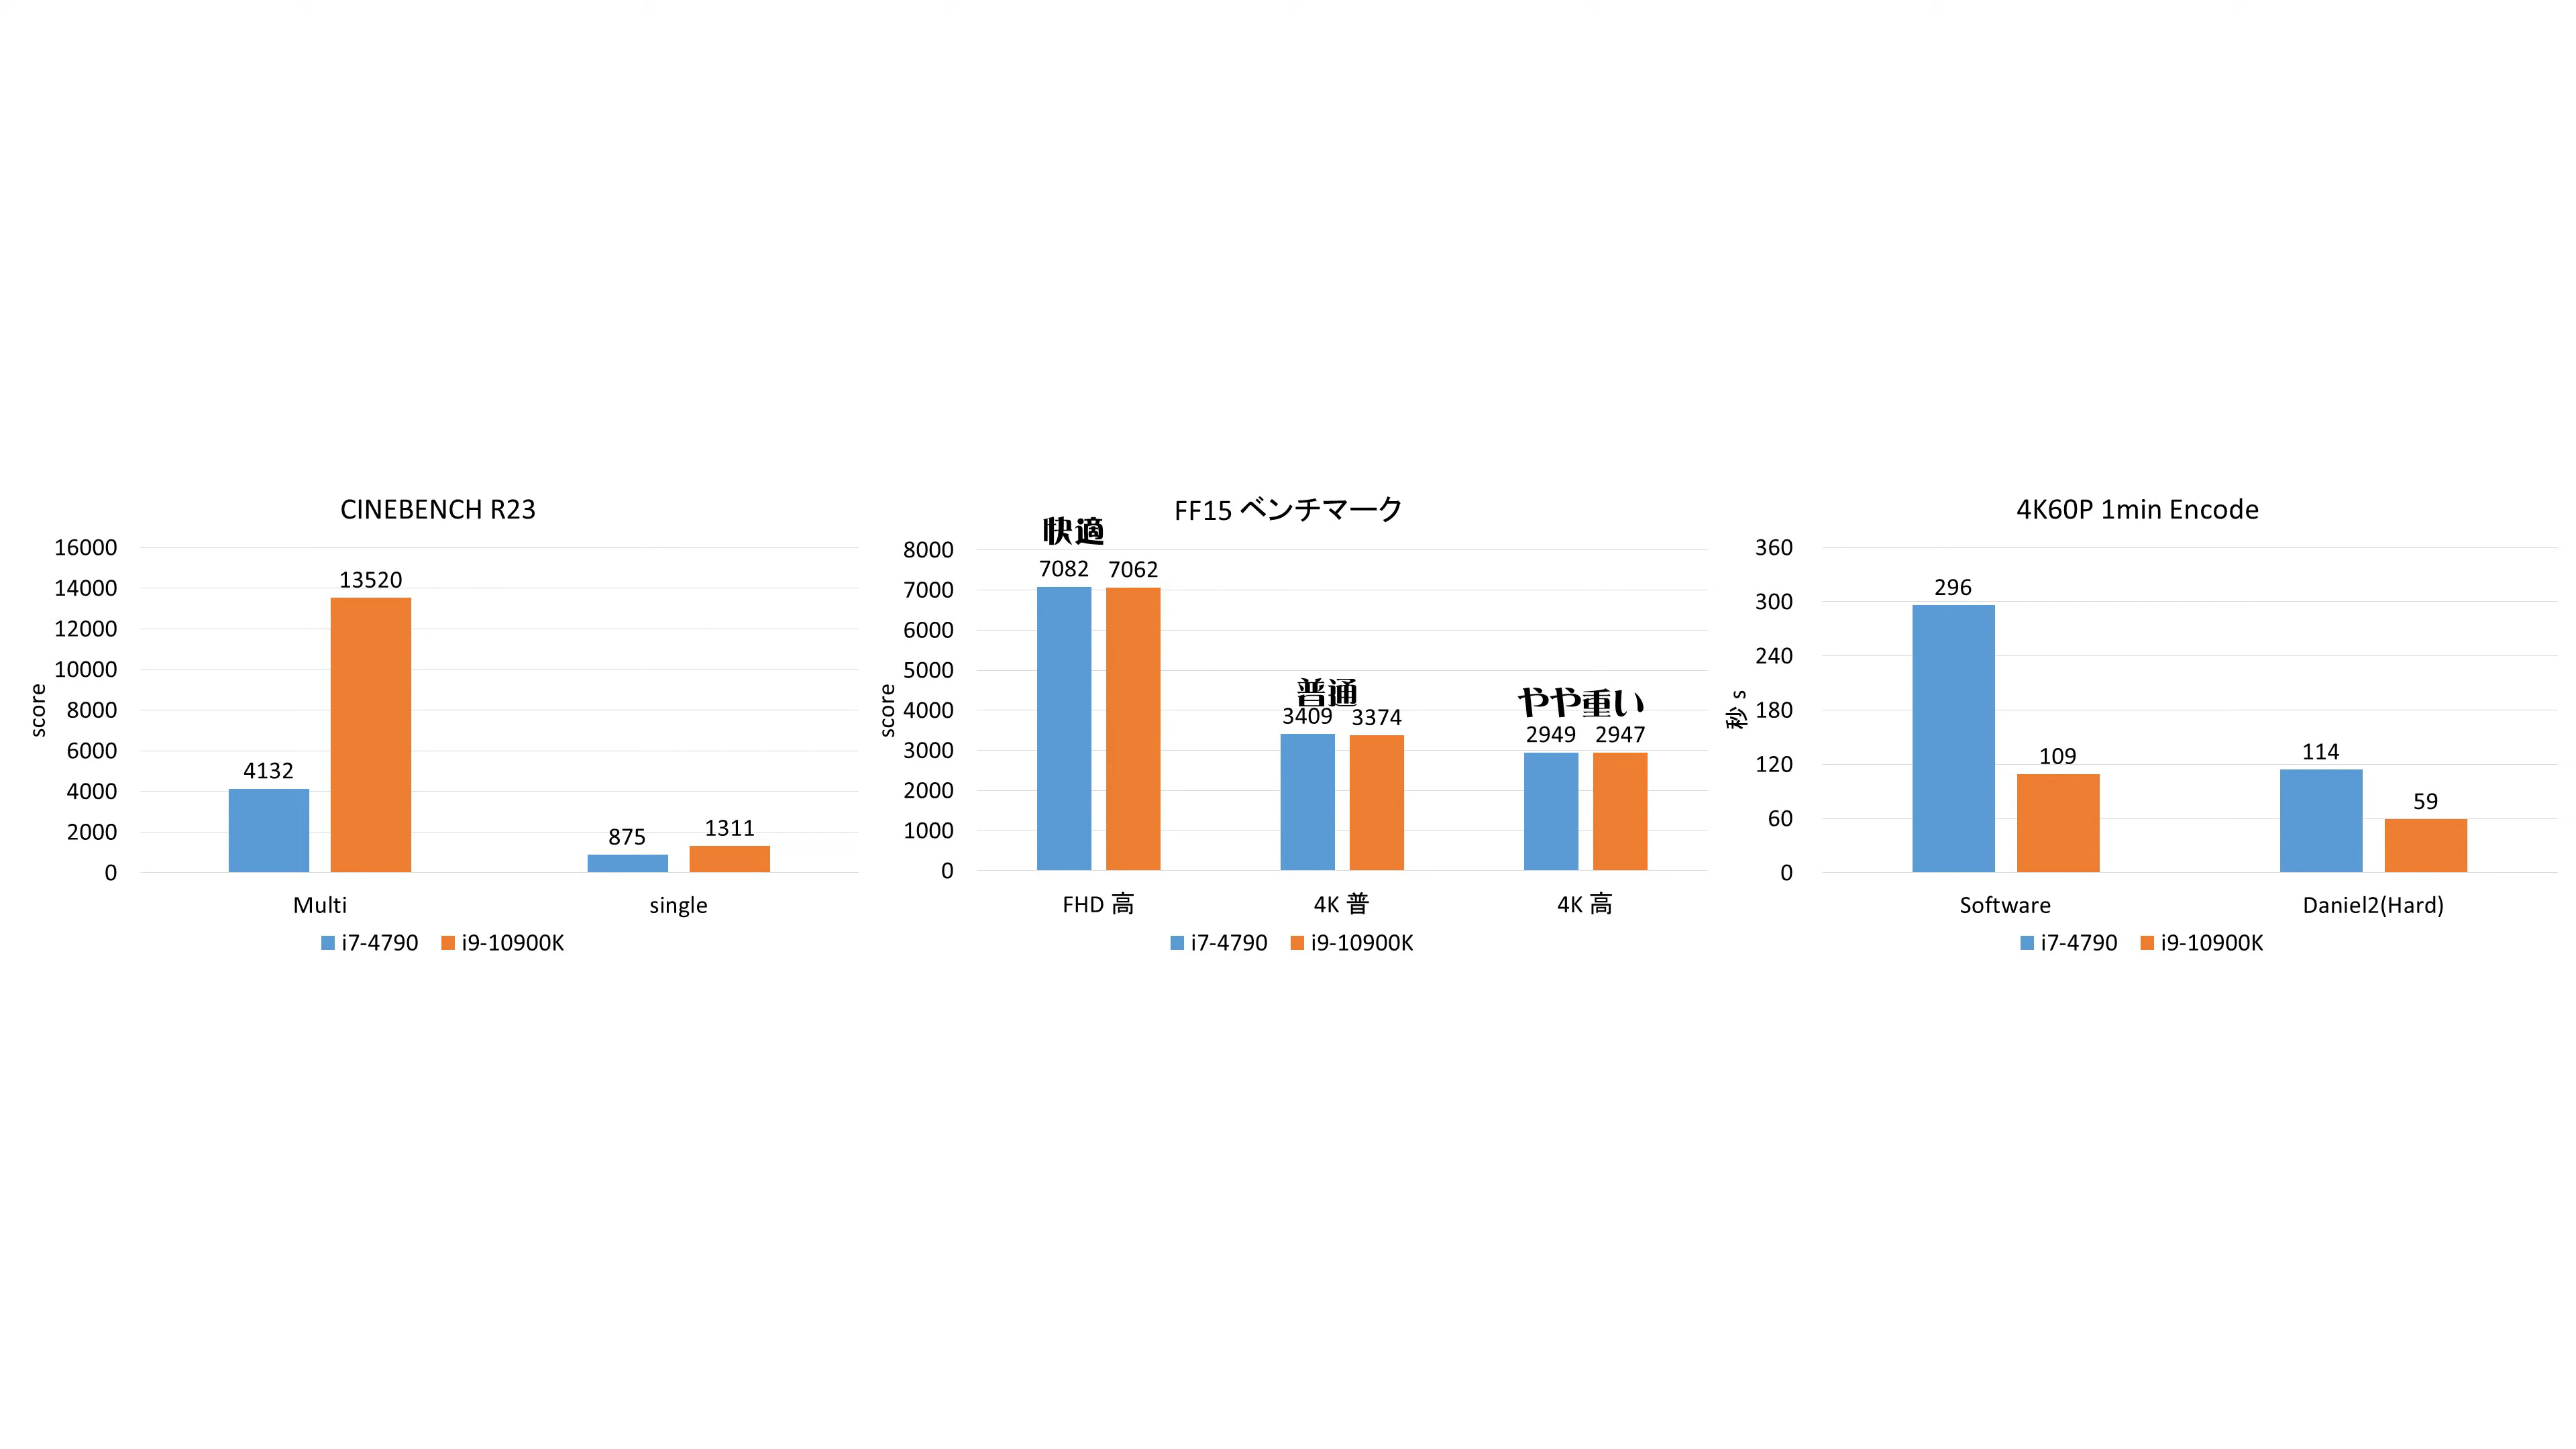 CINEBENCH R23
score
16000
14000
12000
10000
8000
6000
4000
2000
0
4132
13520
875
1311
Multi
single
i7-4790
i9-10900K
FF15 ベンチマーク
score
8000
7000
6000
5000
4000
3000
2000
1000
0
快適
7082
7062
普通
3409
3374
やや重い
2949
2947
FHD 高
4K 普
4K 高
i7-4790
i9-10900K
4K60P 1min Encode
秒 s
360
300
240
180
120
60
0
296
109
114
59
Software
Daniel2(Hard)
i7-4790
i9-10900K